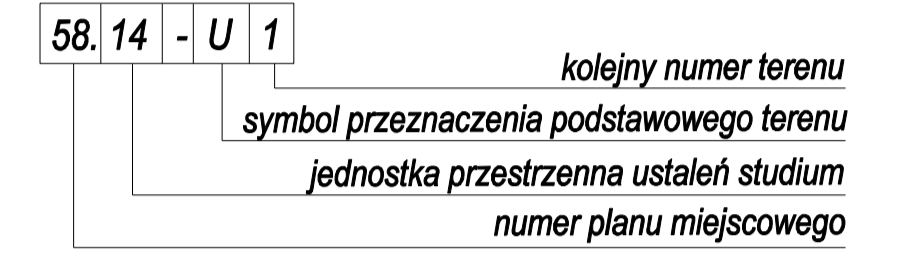 58. 14 - U 1
kolejny numer terenu
symbol przeznaczenia podstawowego terenu
jednostka przestrzenna ustaleń studium
numer planu miejscowego